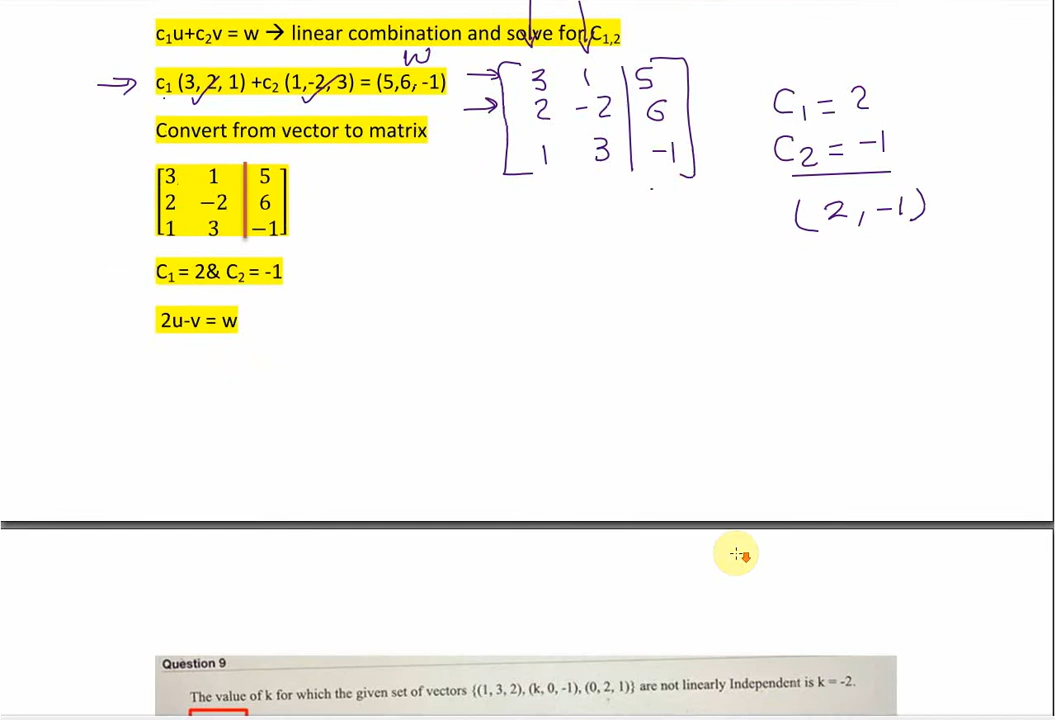 c₁u+c₂v = w → linear combination and solve for C₁,₂
w
→ c₁ (3, 2, 1) +c₂ (1,-2, 3) = (5,6, -1)
Convert from vector to matrix
[3 1 | 5
2 −2 | 6
1 3 | −1]
C₁ = 2& C₂ = -1
2u-v = w
→ [3 1 | 5
→ 2 -2 | 6
1 3 | -1]
C₁ = 2
C₂ = -1
(2, -1)
Question 9
The value of k for which the given set of vectors {(1, 3, 2), (k, 0, -1), (0, 2, 1)} are not linearly Independent is k = -2.